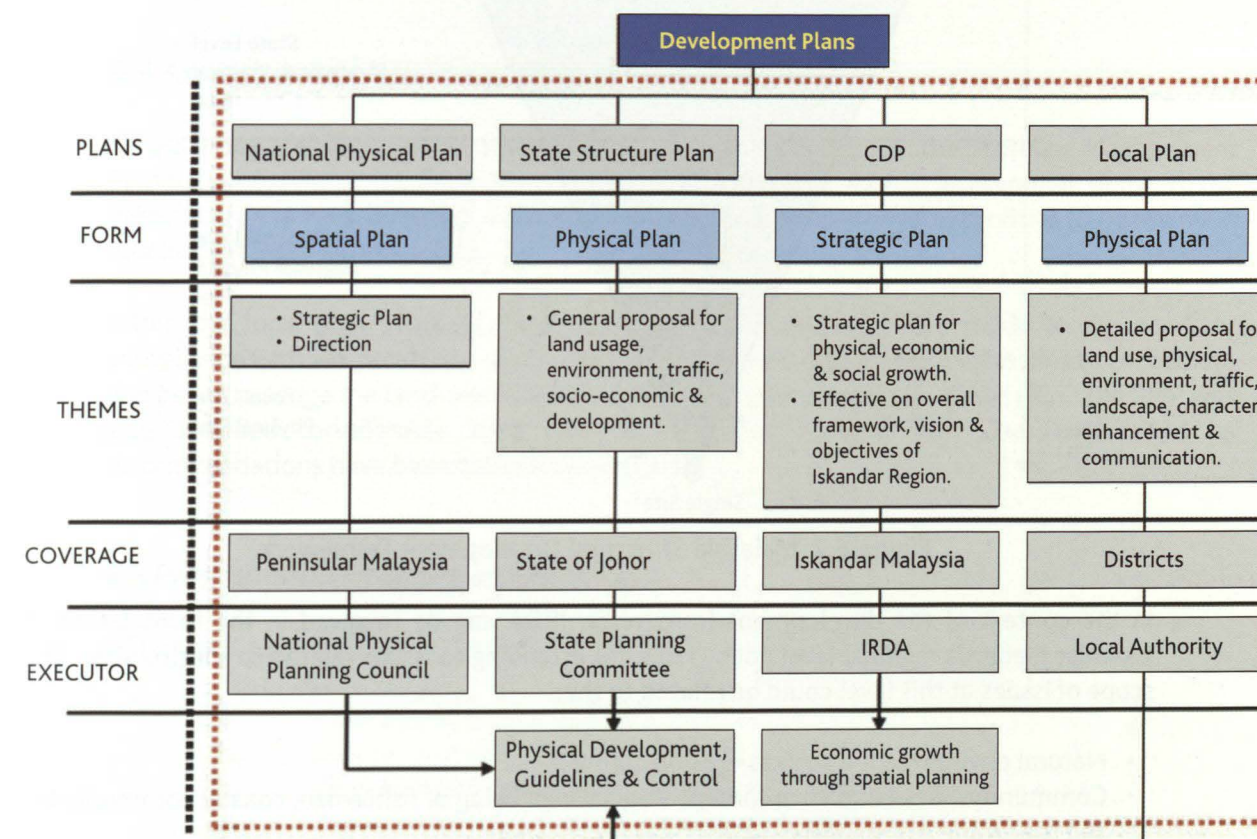 Development Plans
PLANS
National Physical Plan
State Structure Plan
CDP
Local Plan
FORM
Spatial Plan
Physical Plan
Strategic Plan
Physical Plan
THEMES
• Strategic Plan
• Direction
• General proposal for
land usage,
environment, traffic,
socio-economic &
development.
• Strategic plan for
physical, economic
& social growth.
• Effective on overall
framework, vision &
objectives of
Iskandar Region.
• Detailed proposal fo
land use, physical,
environment, traffic,
landscape, character
enhancement &
communication.
COVERAGE
Peninsular Malaysia
State of Johor
Iskandar Malaysia
Districts
EXECUTOR
National Physical
Planning Council
State Planning
Committee
IRDA
Local Authority
Physical Development,
Guidelines & Control
Economic growth
through spatial planning